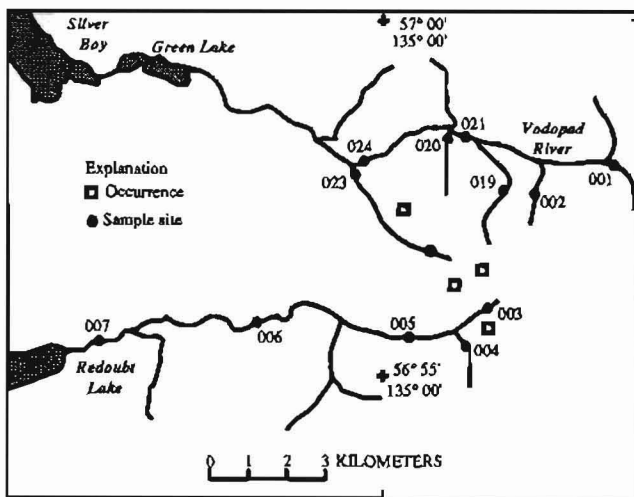 Silver
Boy
Green Lake
57° 00'
135° 00'
021
Vodopad
River
024
020
Explanation
Occurrence
Sample site
023
019
002
001
003
007
006
005
004
Redoubt
Lake
56° 55'
135° 00'
0 1 2 3 KILOMETERS